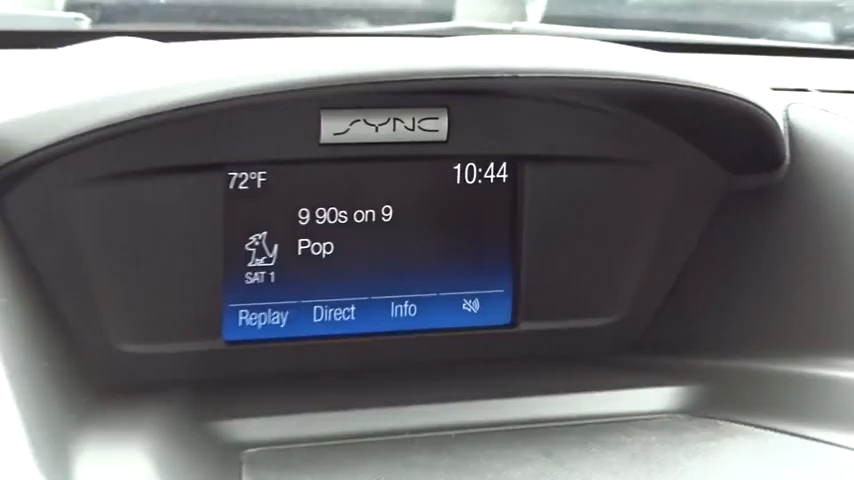 SYNC
72°F
10:44
9 90s on 9
Pop
SAT 1
Replay Direct Info